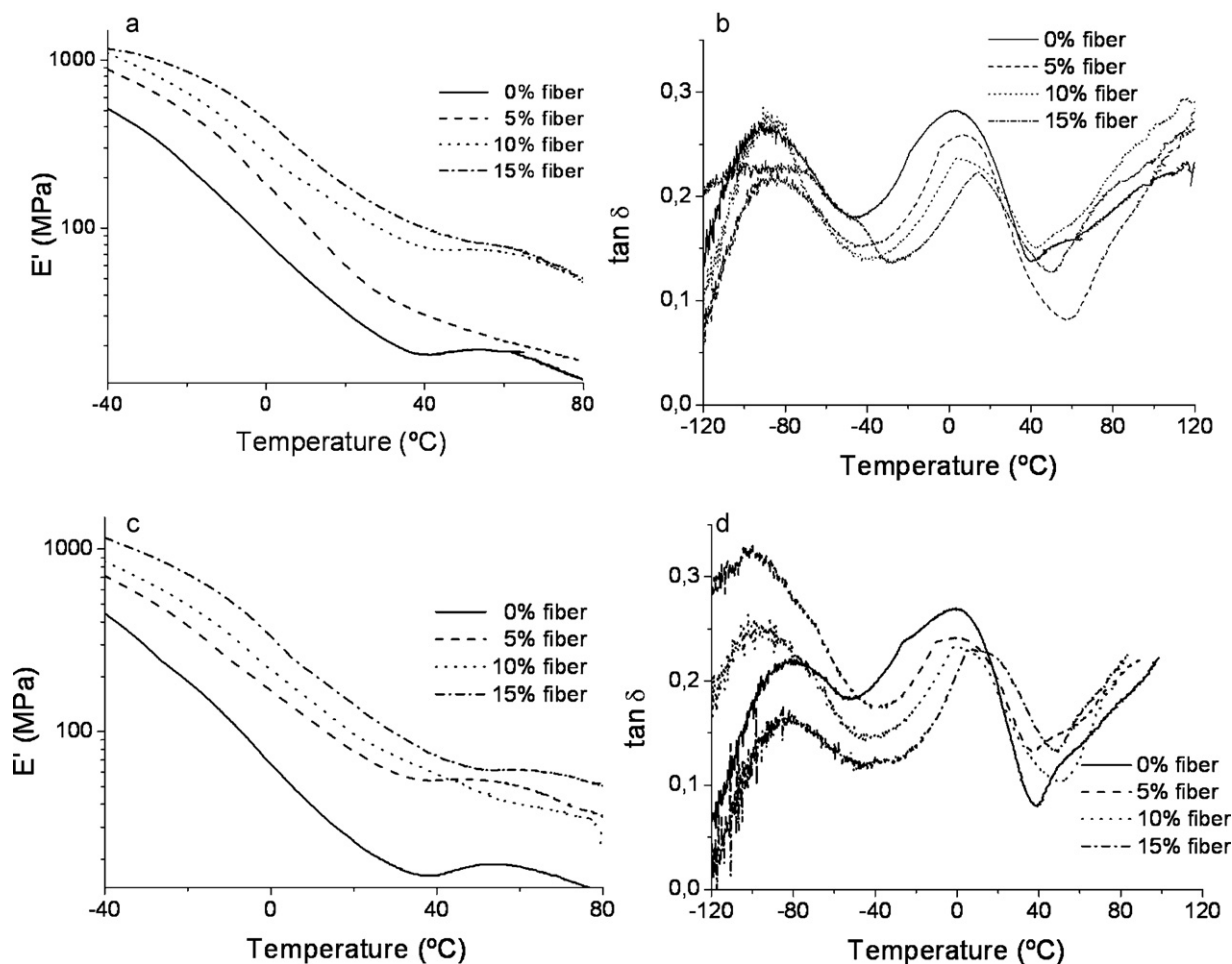 a
1000
100
E' (MPa)
0% fiber
5% fiber
10% fiber
15% fiber
-40
0
40
80
Temperature (ºC)
b
0,3
0,2
0,1
0,0
tan δ
0% fiber
5% fiber
10% fiber
15% fiber
-120
-80
-40
0
40
80
120
Temperature (ºC)
c
1000
100
E' (MPa)
0% fiber
5% fiber
10% fiber
15% fiber
-40
0
40
80
Temperature (ºC)
d
0,3
0,2
0,1
0,0
tan δ
0% fiber
5% fiber
10% fiber
15% fiber
-120
-80
-40
0
40
80
120
Temperature (ºC)